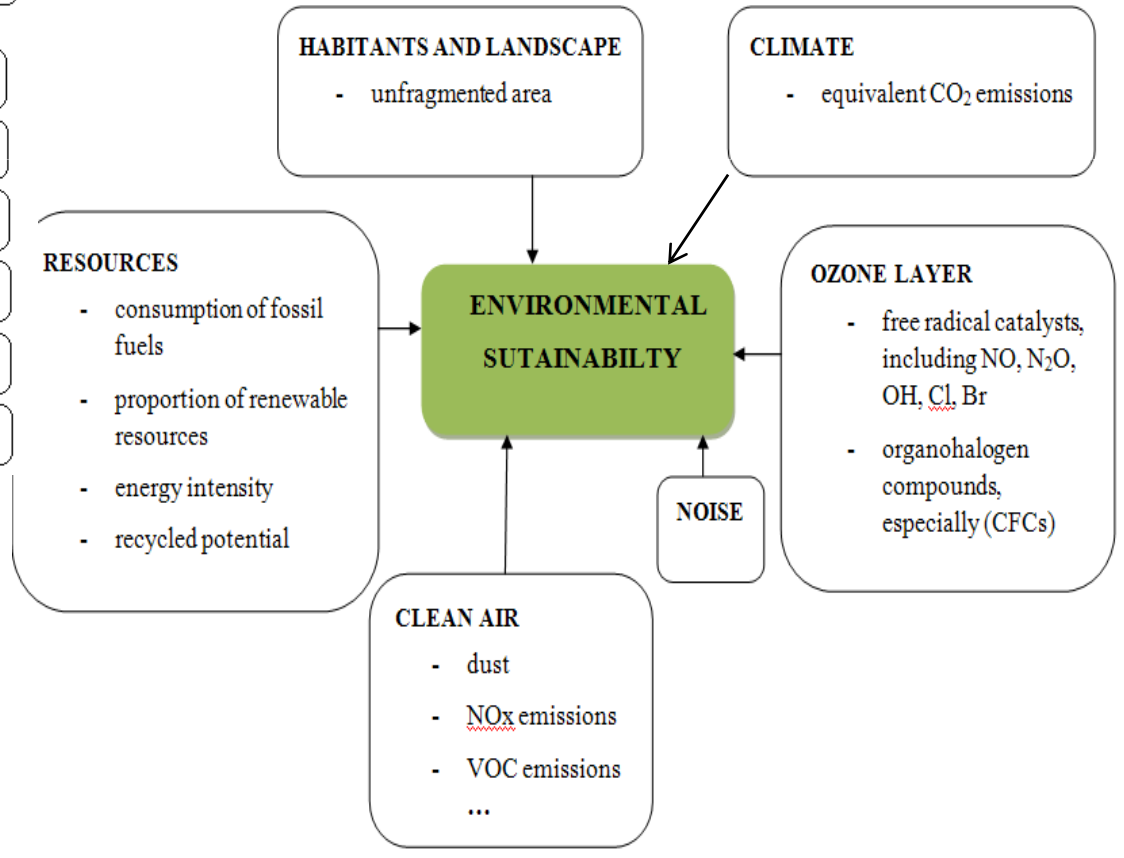 HABITANTS AND LANDSCAPE
- unfragmented area
CLIMATE
- equivalent CO₂ emissions
RESOURCES
- consumption of fossil
fuels
- proportion of renewable
resources
- energy intensity
- recycled potential
ENVIRONMENTAL
SUTAINABILTY
OZONE LAYER
- free radical catalysts,
including NO, N₂O,
OH, Cl, Br
- organohalogen
compounds,
especially (CFCs)
NOISE
CLEAN AIR
- dust
- NOx emissions
- VOC emissions
...